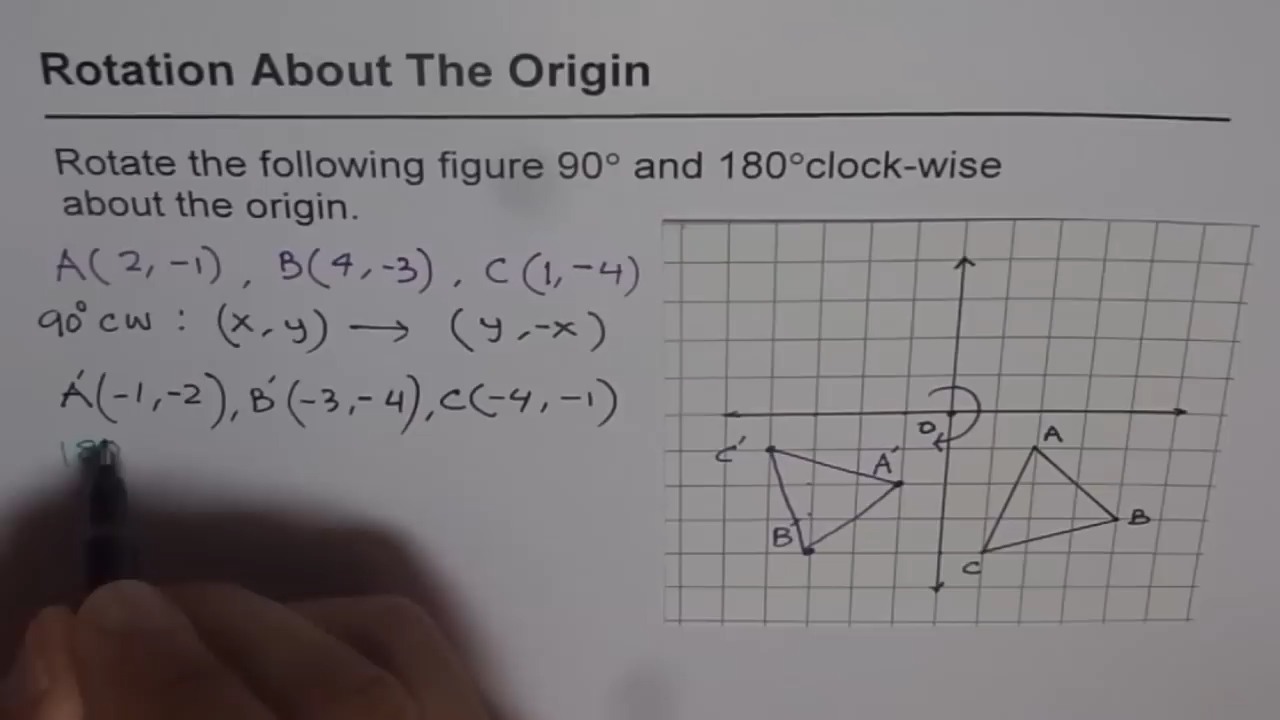 Rotation About The Origin
Rotate the following figure 90° and 180°clock-wise
about the origin.
A(2,-1), B(4,-3), C(1,-4)
90° cw : (x,y) → (y,-x)
A'(-1,-2), B'(-3,-4), C(-4,-1)
180
O
A
B
C
C'
A'
B'